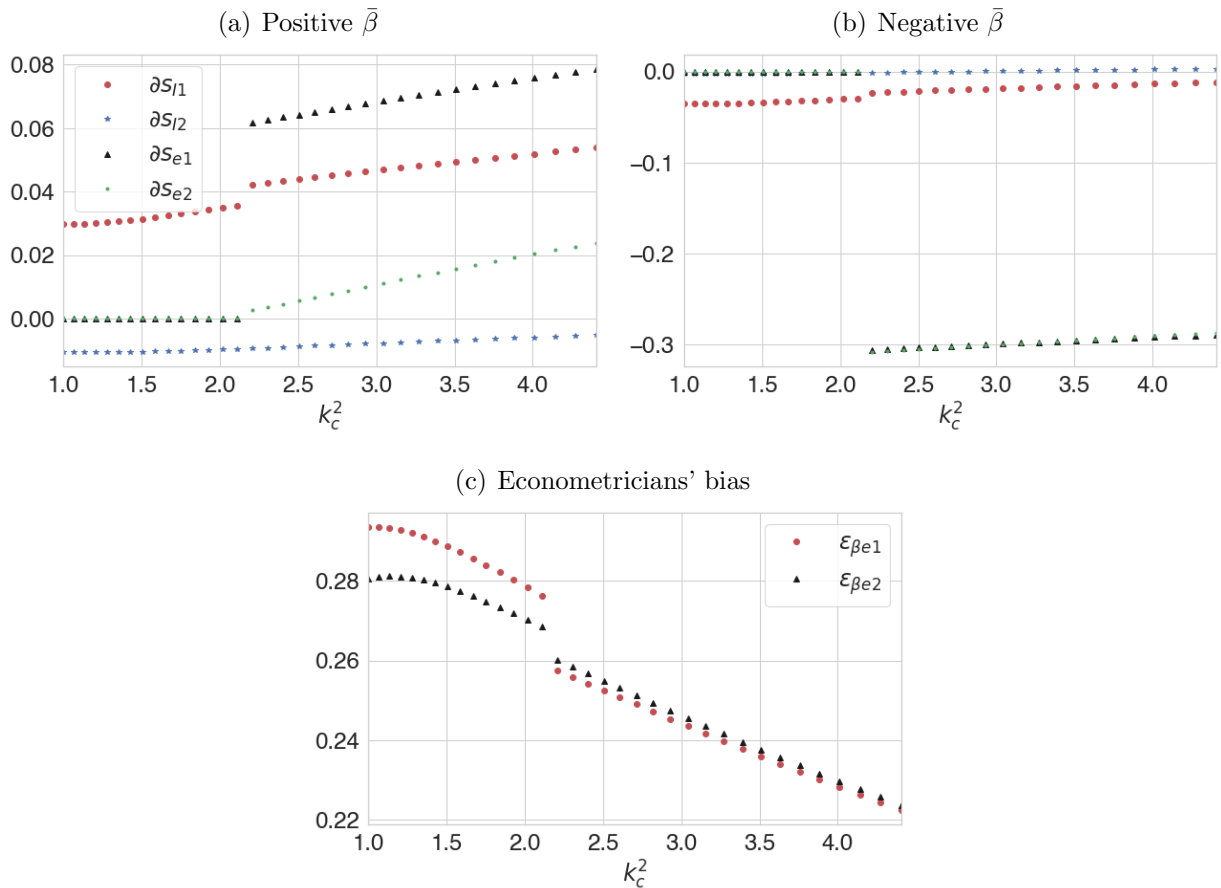 (a) Positive β̄
0.08
0.06
0.04
0.02
0.00
∂S_{l1}
∂S_{l2}
∂S_{e1}
∂S_{e2}
1.0 1.5 2.0 2.5 3.0 3.5 4.0
k_c^2
(b) Negative β̄
0.0
−0.1
−0.2
−0.3
1.0 1.5 2.0 2.5 3.0 3.5 4.0
k_c^2
(c) Econometricians' bias
0.28
0.26
0.24
0.22
ε_{βe1}
ε_{βe2}
1.0 1.5 2.0 2.5 3.0 3.5 4.0
k_c^2